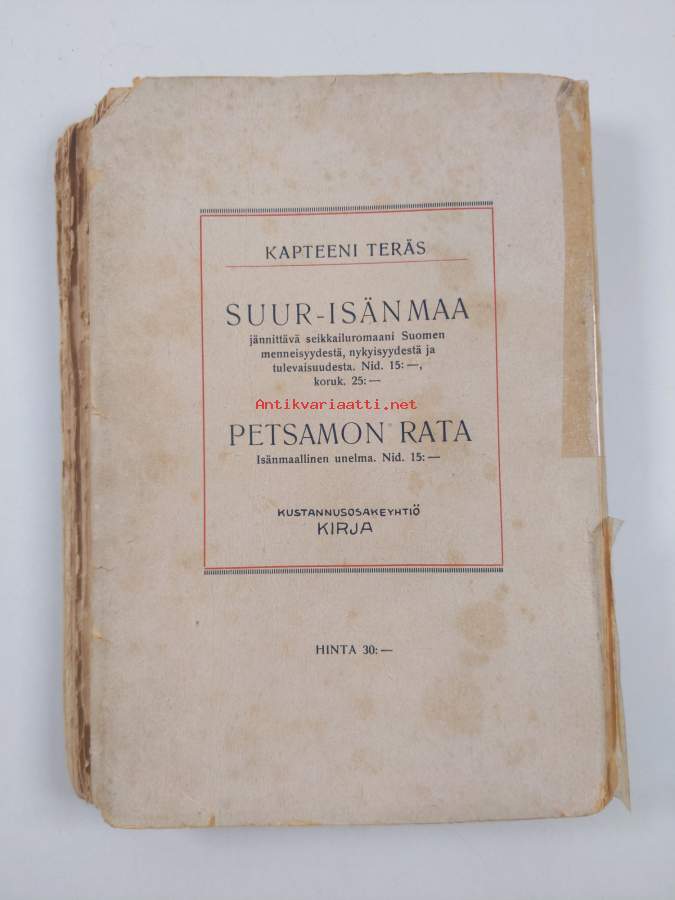 KAPTEENI TERÄS
SUUR-ISÄNMAA
jännittävä seikkailuromaani Suomen
menneisyydestä, nykyisyydestä ja
tulevaisuudesta. Nid. 15: —,
koruk. 25: —
Antikvariaatti.net
PETSAMON RATA
Isänmaallinen unelma. Nid. 15: —
KUSTANNUSOSAKEYHTIÖ
KIRJA
HINTA 30: —